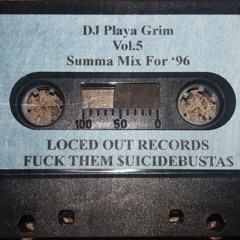 DJ Playa Grim
Vol.5
Summa Mix For ‘96
100 50 0
LOCED OUT RECORDS
FUCK THEM $UICIDEBUSTA$